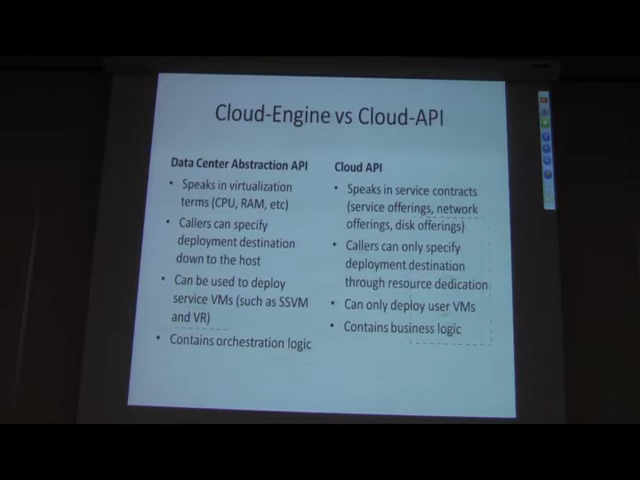 Cloud-Engine vs Cloud-API
Data Center Abstraction API
• Speaks in virtualization
terms (CPU, RAM, etc)
• Callers can specify
deployment destination
down to the host
• Can be used to deploy
service VMs (such as SSVM
and VR)
• Contains orchestration logic
Cloud API
• Speaks in service contracts
(service offerings, network
offerings, disk offerings)
• Callers can only specify
deployment destination
through resource dedication
• Can only deploy user VMs
• Contains business logic